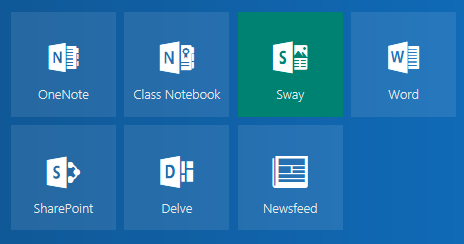 OneNote
Class Notebook
Sway
Word
SharePoint
Delve
Newsfeed